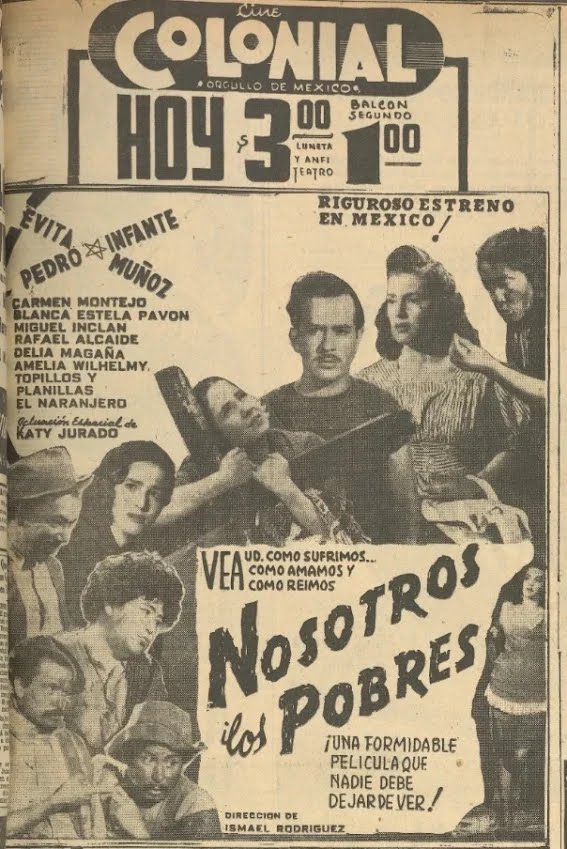 Cine
COLONIAL
• ORGULLO DE MEXICO •
HOY $ 3 00
LUNETA
Y ANFI
TEATRO
BALCON
SEGUNDO
1 00
RIGUROSO ESTRENO
EN MEXICO!
EVITA
PEDRO INFANTE
MUÑOZ
CARMEN MONTEJO
BLANCA ESTELA PAVON
MIGUEL INCLAN
RAFAEL ALCAIDE
DELIA MAGAÑA
AMELIA WILHELMY,
TOPILLOS Y
PLANILLAS
EL NARANJERO
Actuación Especial de
KATY JURADO
VEA UD. COMO SUFRIMOS...
COMO AMAMOS Y
COMO REIMOS
NOSOTROS
¡los POBRES
¡UNA FORMIDABLE
PELICULA QUE
NADIE DEBE
DEJAR DE VER!
DIRECCION DE
ISMAEL RODRIGUEZ